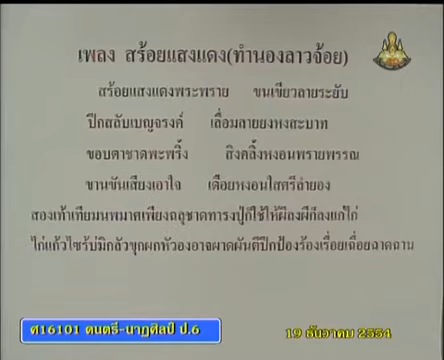 เพลง สร้อยแสงแดง(ทำนองลาวจ้อย)
สร้อยแสงแดงพระพราย ขนเขียวลายระยับ
ปีกสลับเบญจรงค์ เลื่อมลายยงหงสะบาท
ขอบตาชาดพะพริ้ง สิงคลิ้งหงอนพรายพรรณ
ขานขันเสียงเอาใจ เดือยหงอนใสศรีลำยอง
สองเท้าเทียมนพมาศเพียงฉลุชาดทารงปู่ก็ใช้ให้ผีลงผีก็ลงแก่ไก่
ไก่แก้วไซร้บ่มิกลัวขุกผกหัวองอาจผาดผันตีปีกป้องร้องเรื่อยเฉื่อยฉาดฉาน
ศ16101 ดนตรี-นาฏศิลป์ ป.6
19 ธันวาคม 2554